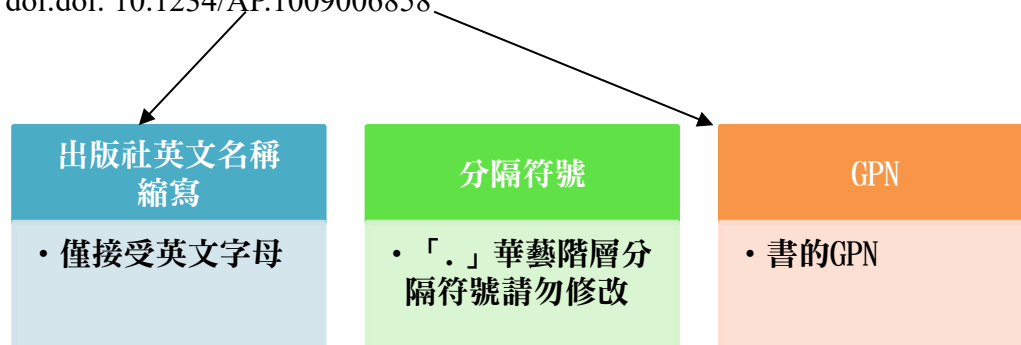 doi.doi: 10.1234/AP.1009006858
出版社英文名稱
縮寫
・僅接受英文字母
分隔符號
・「.」華藝階層分
隔符號請勿修改
GPN
・書的GPN